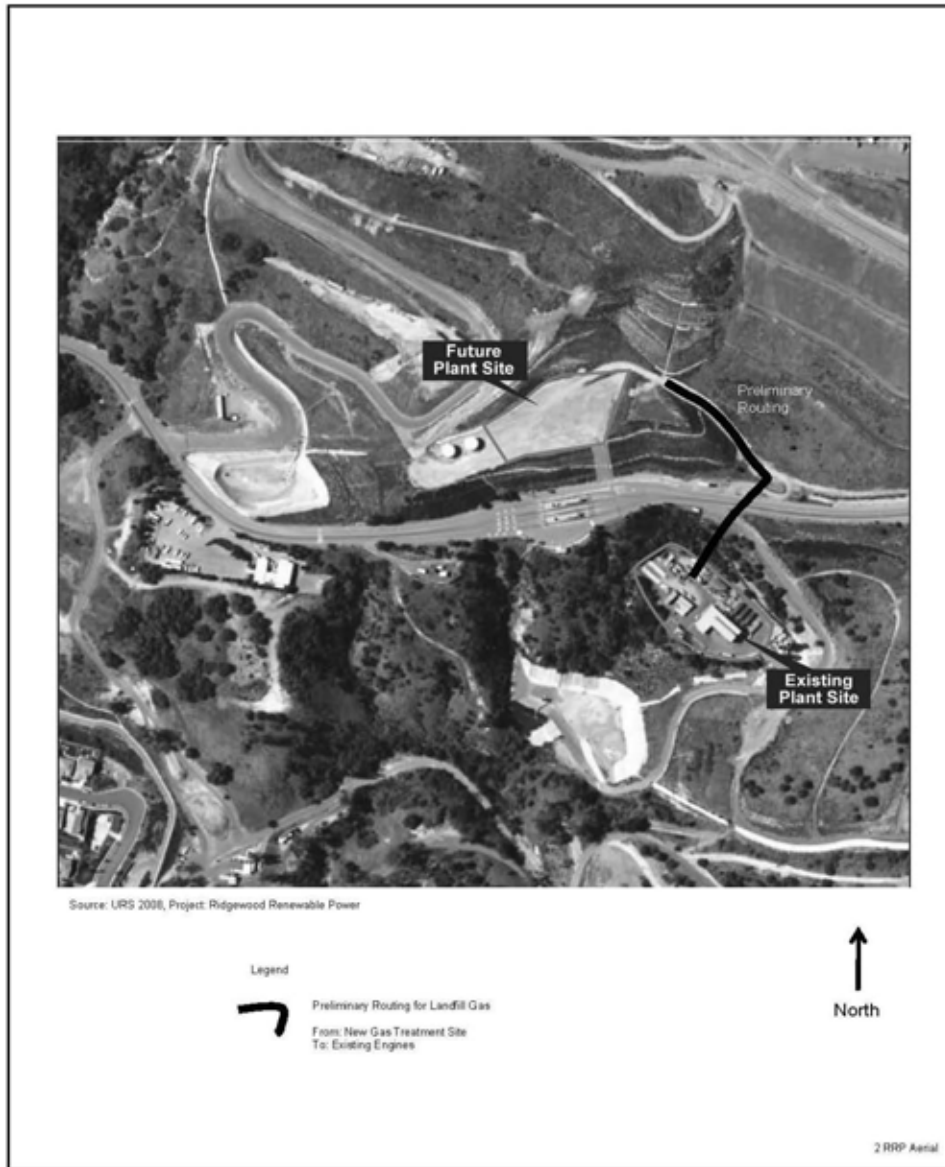 Future
Plant Site
Preliminary
Routing
Existing
Plant Site
Source: URS 2008, Project: Ridgewood Renewable Power
Legend
Preliminary Routing for Landfill Gas
From: New Gas Treatment Site
To: Existing Engines
North
2 RRP Aerial